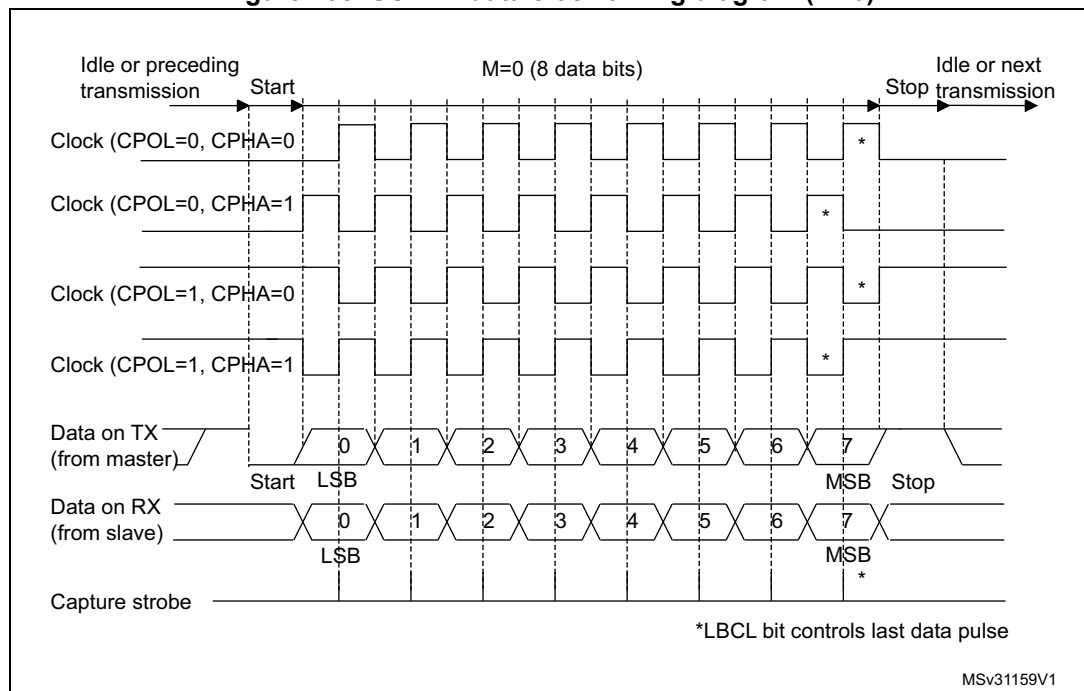 Idle or preceding transmission
Start
M=0 (8 data bits)
Stop
Idle or next transmission
Clock (CPOL=0, CPHA=0
*
Clock (CPOL=0, CPHA=1
*
Clock (CPOL=1, CPHA=0
*
Clock (CPOL=1, CPHA=1
*
Data on TX (from master)
0 1 2 3 4 5 6 7
Start LSB MSB Stop
Data on RX (from slave)
0 1 2 3 4 5 6 7
LSB MSB
*
Capture strobe
*LBCL bit controls last data pulse
MSv31159V1